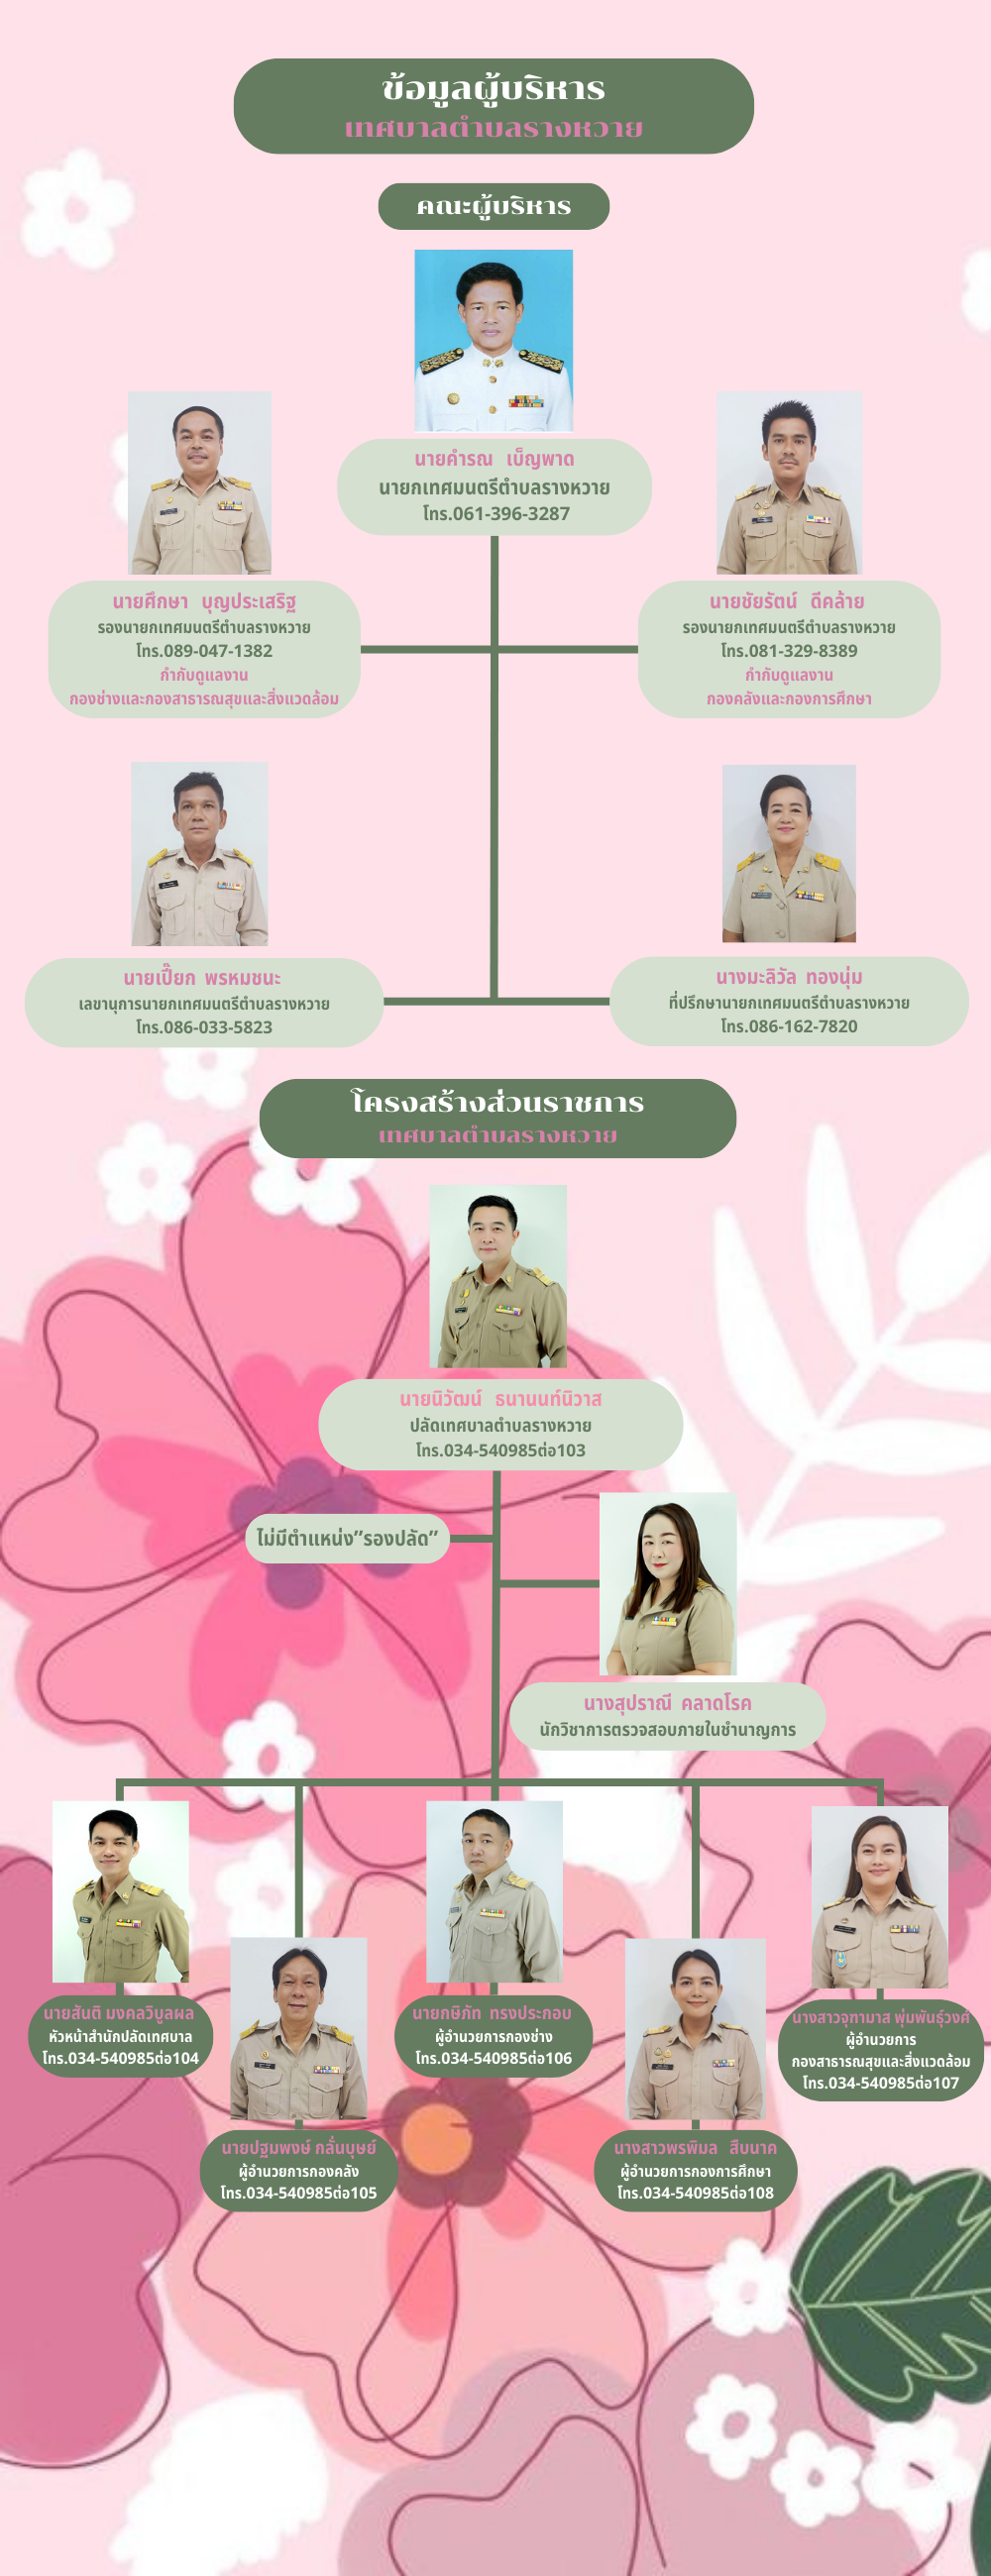 ข้อมูลผู้บริหาร
เทศบาลตำบลรางหวาย
คณะผู้บริหาร
นายคำรณ เบ็ญพาด
นายกเทศมนตรีตำบลรางหวาย
โทร.061-396-3287
นายศึกษา บุญประเสริฐ
รองนายกเทศมนตรีตำบลรางหวาย
โทร.089-047-1382
กำกับดูแลงาน
กองช่างและกองสาธารณสุขและสิ่งแวดล้อม
นายชัยรัตน์ ดีคล้าย
รองนายกเทศมนตรีตำบลรางหวาย
โทร.081-329-8389
กำกับดูแลงาน
กองคลังและกองการศึกษา
นายเปี๊ยก พรหมชนะ
เลขานุการนายกเทศมนตรีตำบลรางหวาย
โทร.086-033-5823
นางมะลิวัล ทองนุ่ม
ที่ปรึกษานายกเทศมนตรีตำบลรางหวาย
โทร.086-162-7820
โครงสร้างส่วนราชการ
เทศบาลตำบลรางหวาย
นายนิวัฒน์ ธนานนท์นิวาส
ปลัดเทศบาลตำบลรางหวาย
โทร.034-540985ต่อ103
ไม่มีตำแหน่ง”รองปลัด”
นางสุปราณี คลาดโรค
นักวิชาการตรวจสอบภายในชำนาญการ
นายสันติ มงคลวิบูลผล
หัวหน้าสำนักปลัดเทศบาล
โทร.034-540985ต่อ104
นายปฐมพงษ์ กลั่นบุษย์
ผู้อำนวยการกองคลัง
โทร.034-540985ต่อ105
นายกษิภัท ทรงประกอบ
ผู้อำนวยการกองช่าง
โทร.034-540985ต่อ106
นางสาวพรพิมล สืบนาค
ผู้อำนวยการกองการศึกษา
โทร.034-540985ต่อ108
นางสาวจุฑามาส พุ่มพันธุ์วงศ์
ผู้อำนวยการ
กองสาธารณสุขและสิ่งแวดล้อม
โทร.034-540985ต่อ107